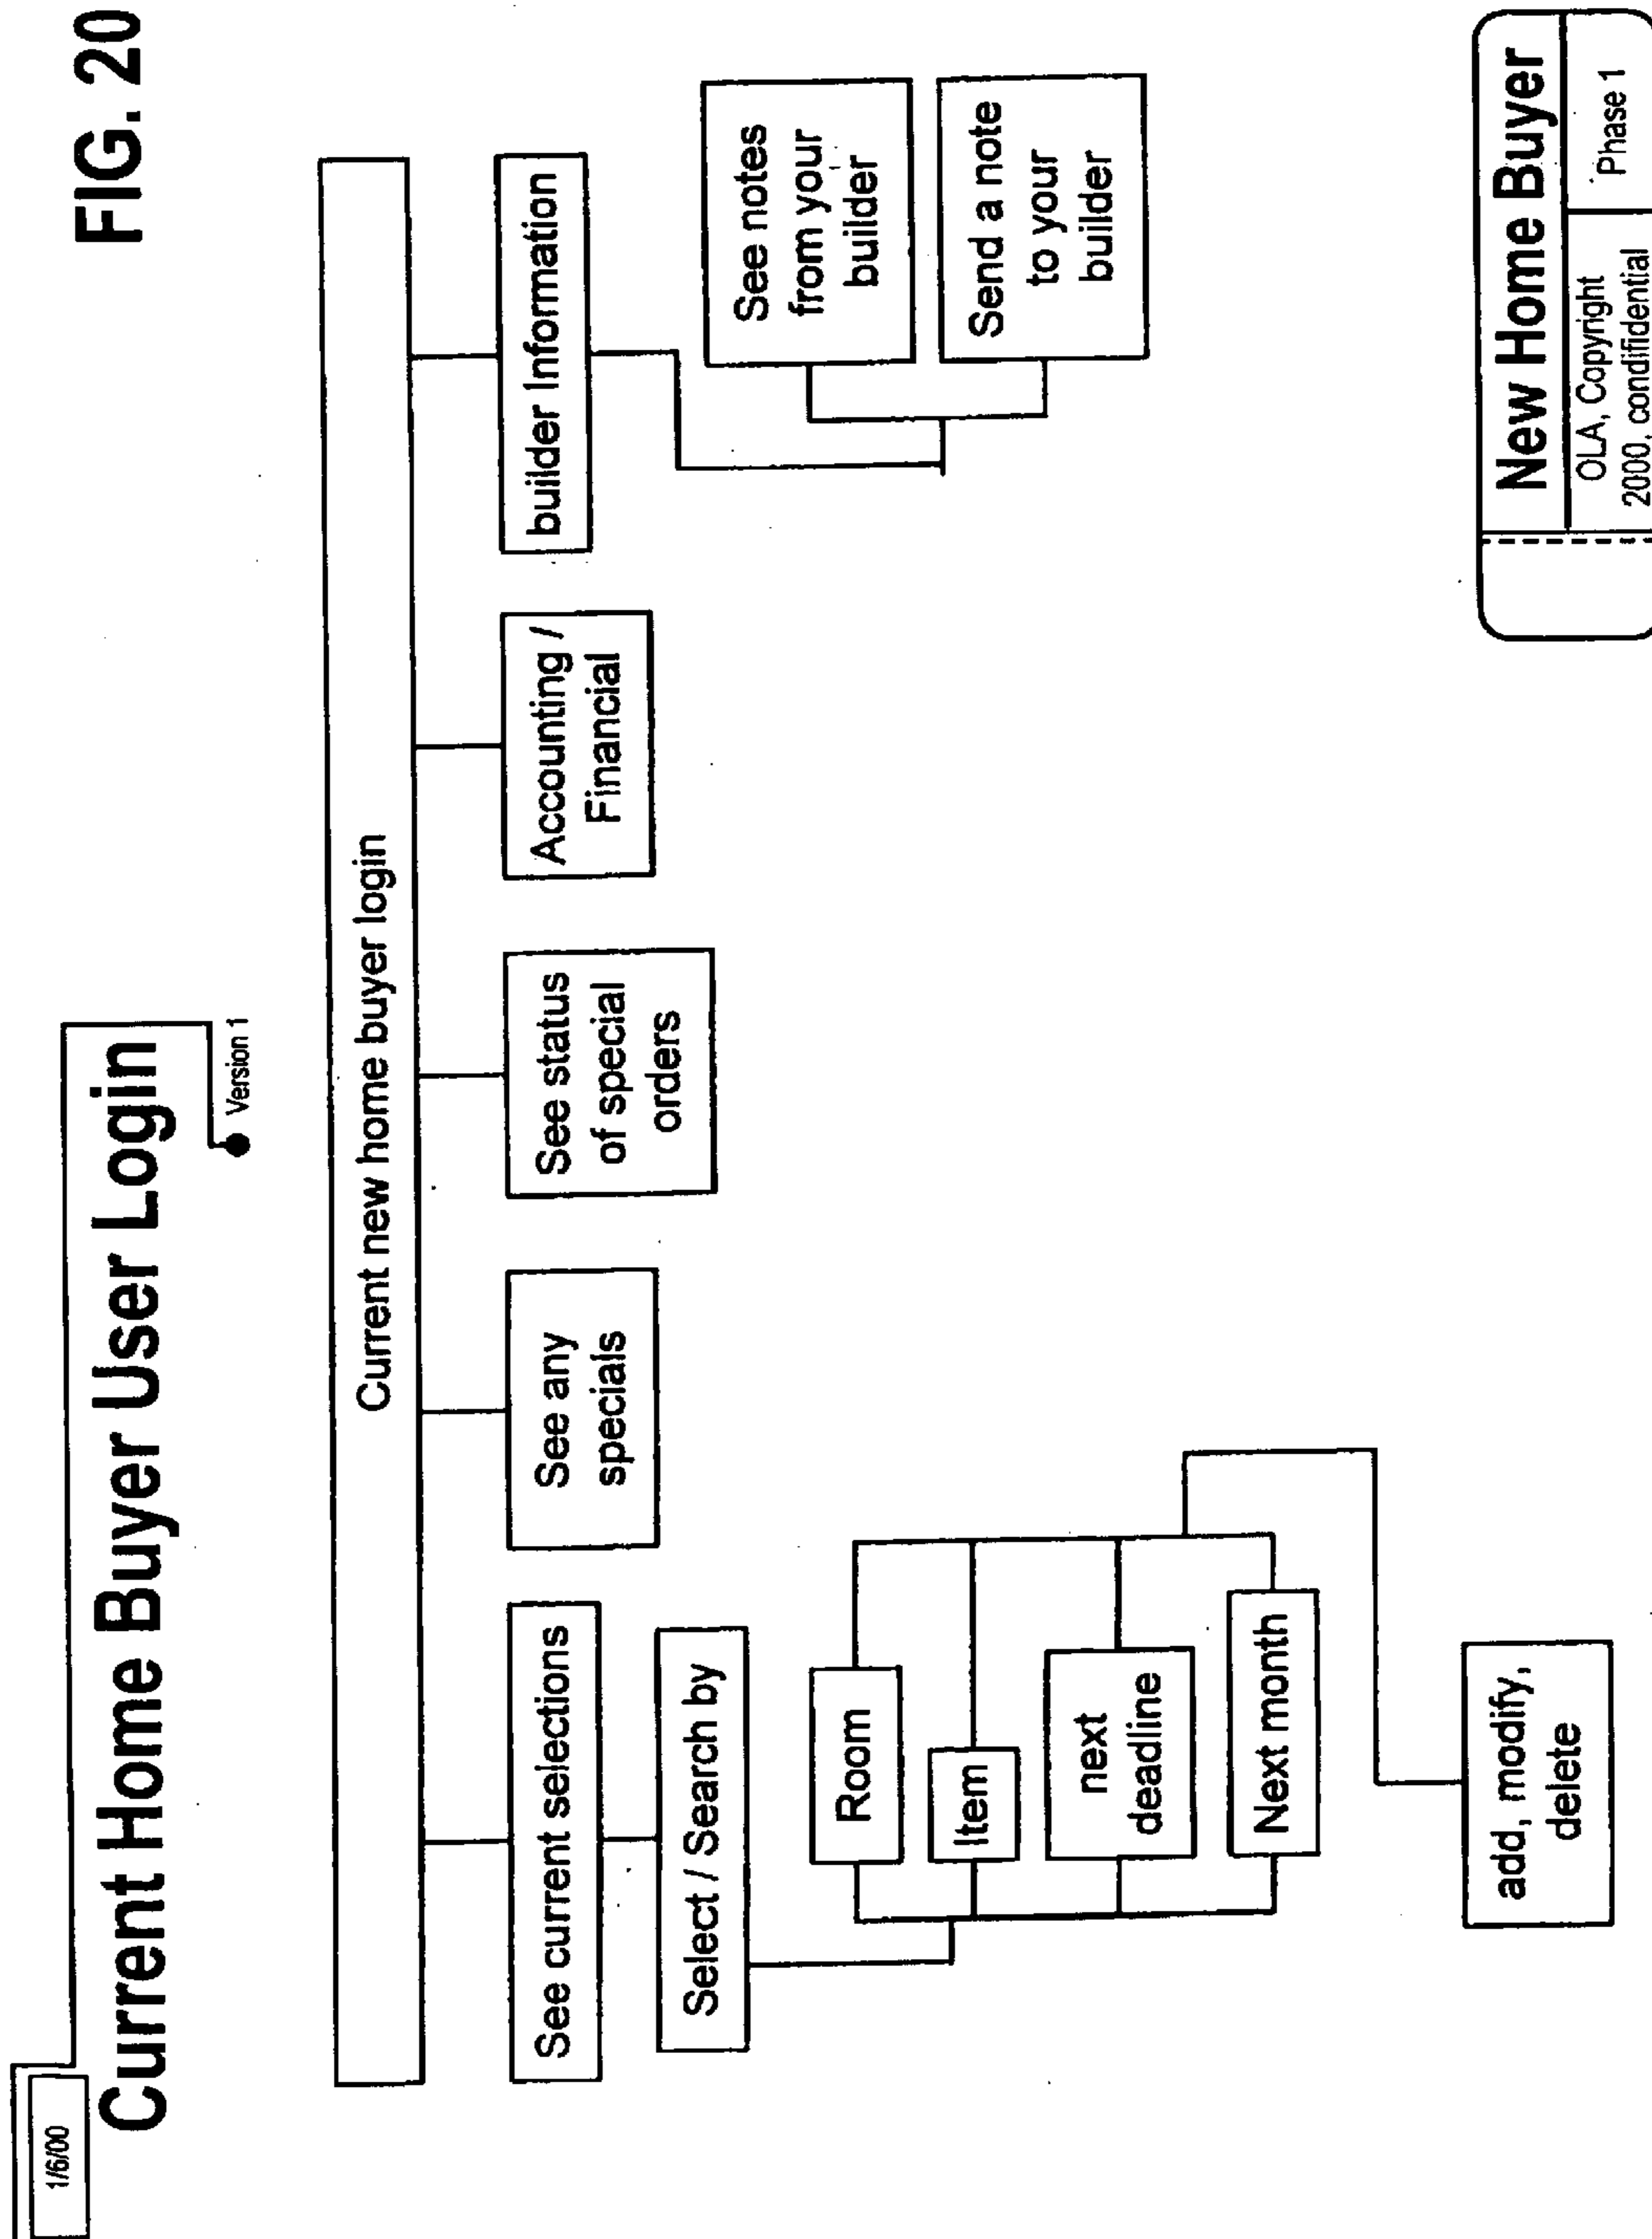 1/6/00
FIG. 20
Current Home Buyer User Login
Version 1
Current new home buyer login
See current selections
Select / Search by
Room
Item
next
deadline
Next month
add, modify,
delete
See any
specials
See status
of special
orders
Accounting /
Financial
builder Information
See notes
from your
builder
Send a note
to your
builder
New Home Buyer
OLA, Copyright
2000, condifidential
Phase 1